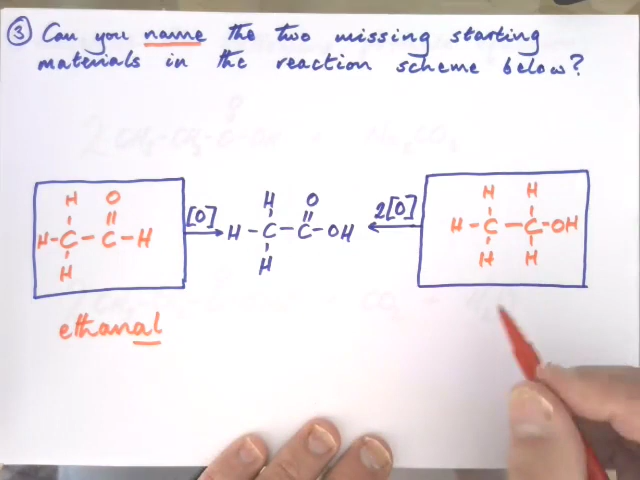 ③ Can you name the two missing starting
materials in the reaction scheme below?
H O
H-C-C-H
H
[O]
H O
H-C-C-OH
H
2[O]
H H
H-C-C-OH
H H
ethanal